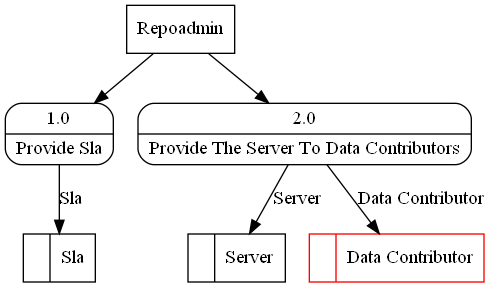 Repoadmin
1.0
Provide Sla
2.0
Provide The Server To Data Contributors
Sla
Server
Data Contributor
Sla
Server
Data Contributor